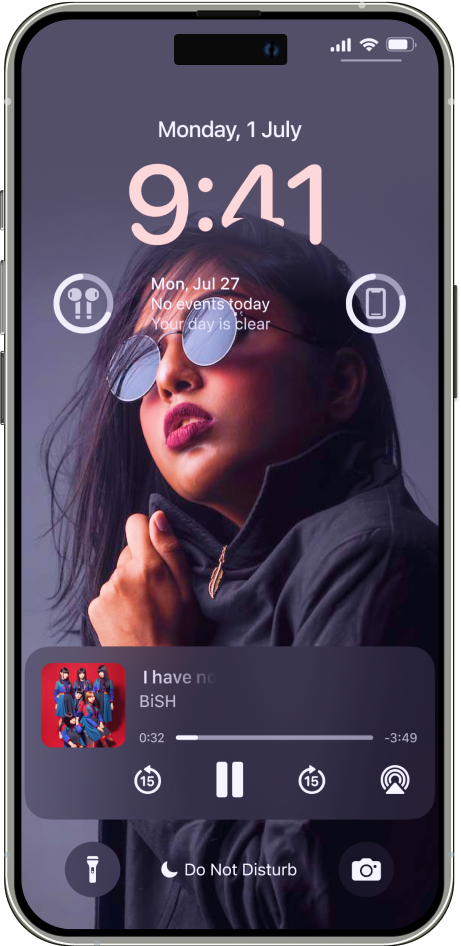 Monday, 1 July
9:41
Mon, Jul 27
No events today
Your day is clear
I have no
BiSH
0:32
-3:49
15
15
Do Not Disturb